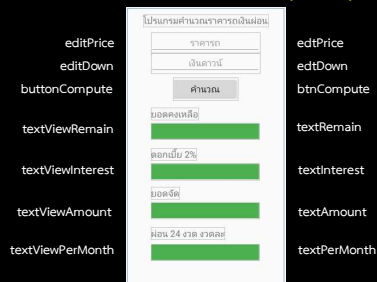 โปรแกรมคำนวณราคารถเงินผ่อน
editPrice ราคารถ edtPrice
editDown เงินดาวน์ edtDown
buttonCompute คำนวณ btnCompute
ยอดคงเหลือ
textViewRemain textRemain
ดอกเบี้ย 2%
textViewInterest textInterest
ยอดจัด
textViewAmount textAmount
ผ่อน 24 งวด งวดละ
textViewPerMonth textPerMonth